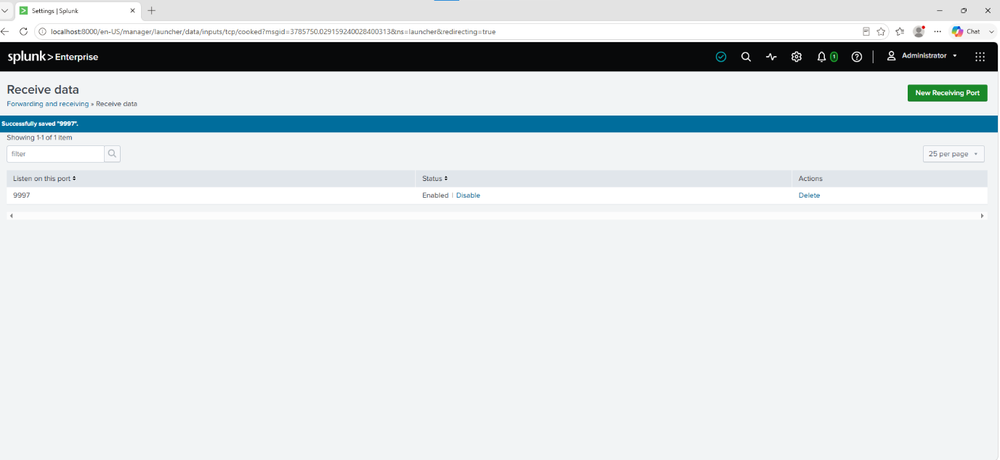 Settings | Splunk
localhost:8000/en-US/manager/launcher/data/inputs/tcp/cooked?msgid=3785750.029159240028400313&ns=launcher&redirecting=true
Chat
splunk>Enterprise
1
Administrator
Receive data
New Receiving Port
Forwarding and receiving » Receive data
Successfully saved "9997".
Showing 1-1 of 1 item
filter
25 per page
Listen on this port Status Actions
9997 Enabled | Disable Delete